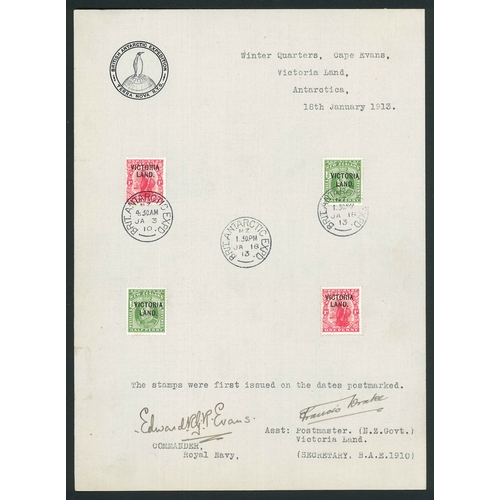 BRITISH ANTARCTIC EXPEDITION
TERRA NOVA R.Y.S.
Winter Quarters, Cape Evans,
Victoria Land,
Antarctica,
18th January 1913.
VICTORIA
LAND.
VICTORIA
LAND.
BRIT. ANTARCTIC EXPD.
4.30AM
JA 3
10.
BRIT. ANTARCTIC EXPD.
1.30PM
JA 18
13.
BRIT. ANTARCTIC EXPD.
1.30PM
JA 18
13.
VICTORIA
LAND.
HALFPENNY
VICTORIA
LAND.
The stamps were first issued on the dates postmarked.
Edward R.G.R. Evans.
COMMANDER,
Royal Navy.
Francis Drake
Asst: Postmaster. (N.Z.Govt.)
Victoria Land.
(SECRETARY, B.A.E.1910)